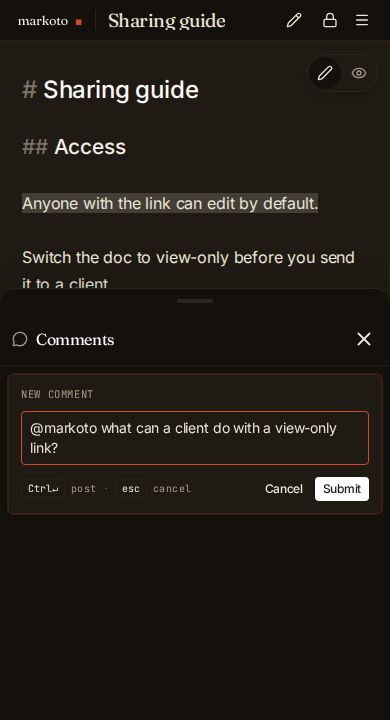 markoto
Sharing guide
# Sharing guide
## Access
Anyone with the link can edit by default.
Switch the doc to view-only before you send
it to a client
Comments
NEW COMMENT
@markoto what can a client do with a view-only
link?
Ctrl↵ post · esc cancel
Cancel
Submit